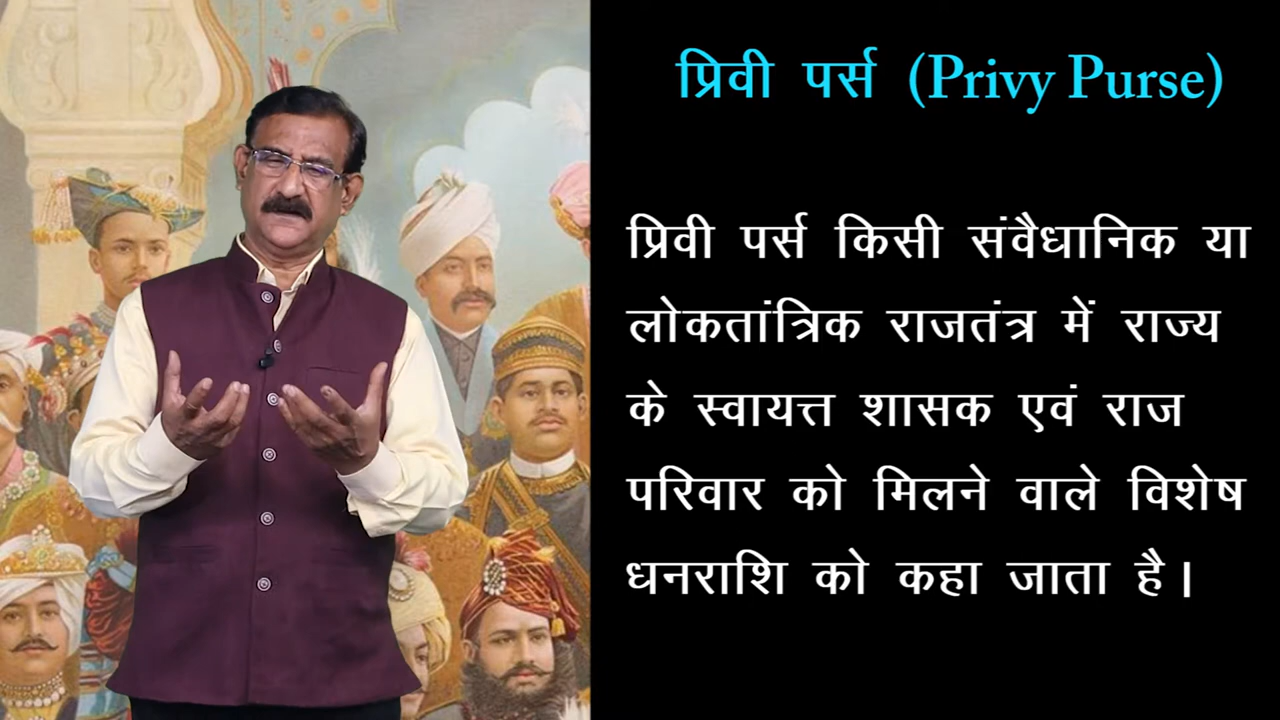 प्रिवी पर्स (Privy Purse)
प्रिवी पर्स किसी संवैधानिक या
लोकतांत्रिक राजतंत्र में राज्य
के स्वायत्त शासक एवं राज
परिवार को मिलने वाले विशेष
धनराशि को कहा जाता है।